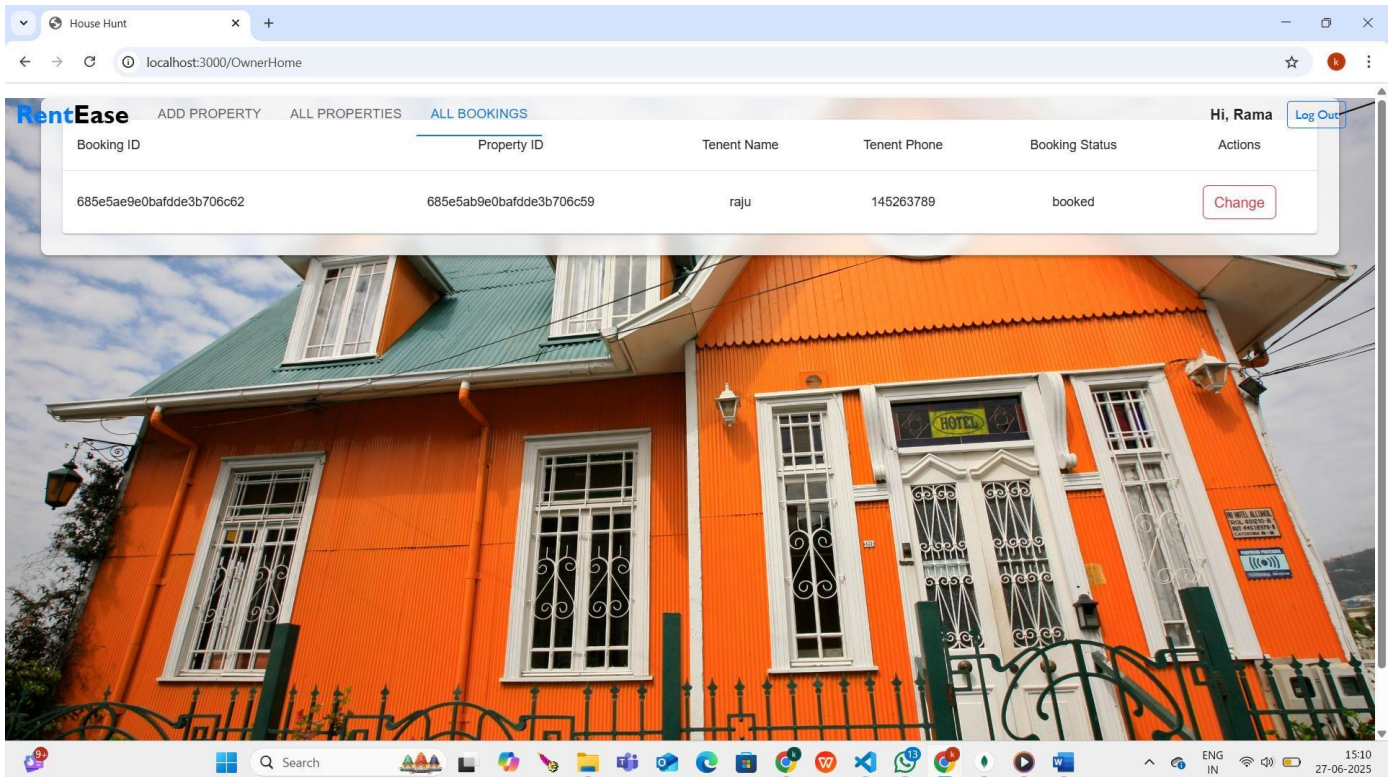 House Hunt
localhost:3000/OwnerHome
k
RentEase ADD PROPERTY ALL PROPERTIES ALL BOOKINGS Hi, Rama Log Out
Booking ID Property ID Tenent Name Tenent Phone Booking Status Actions
685e5ae9e0bafdde3b706c62 685e5ab9e0bafdde3b706c59 raju 145263789 booked Change
HOTEL
9+ Search 13 ENG 15:10
IN 27-06-2025